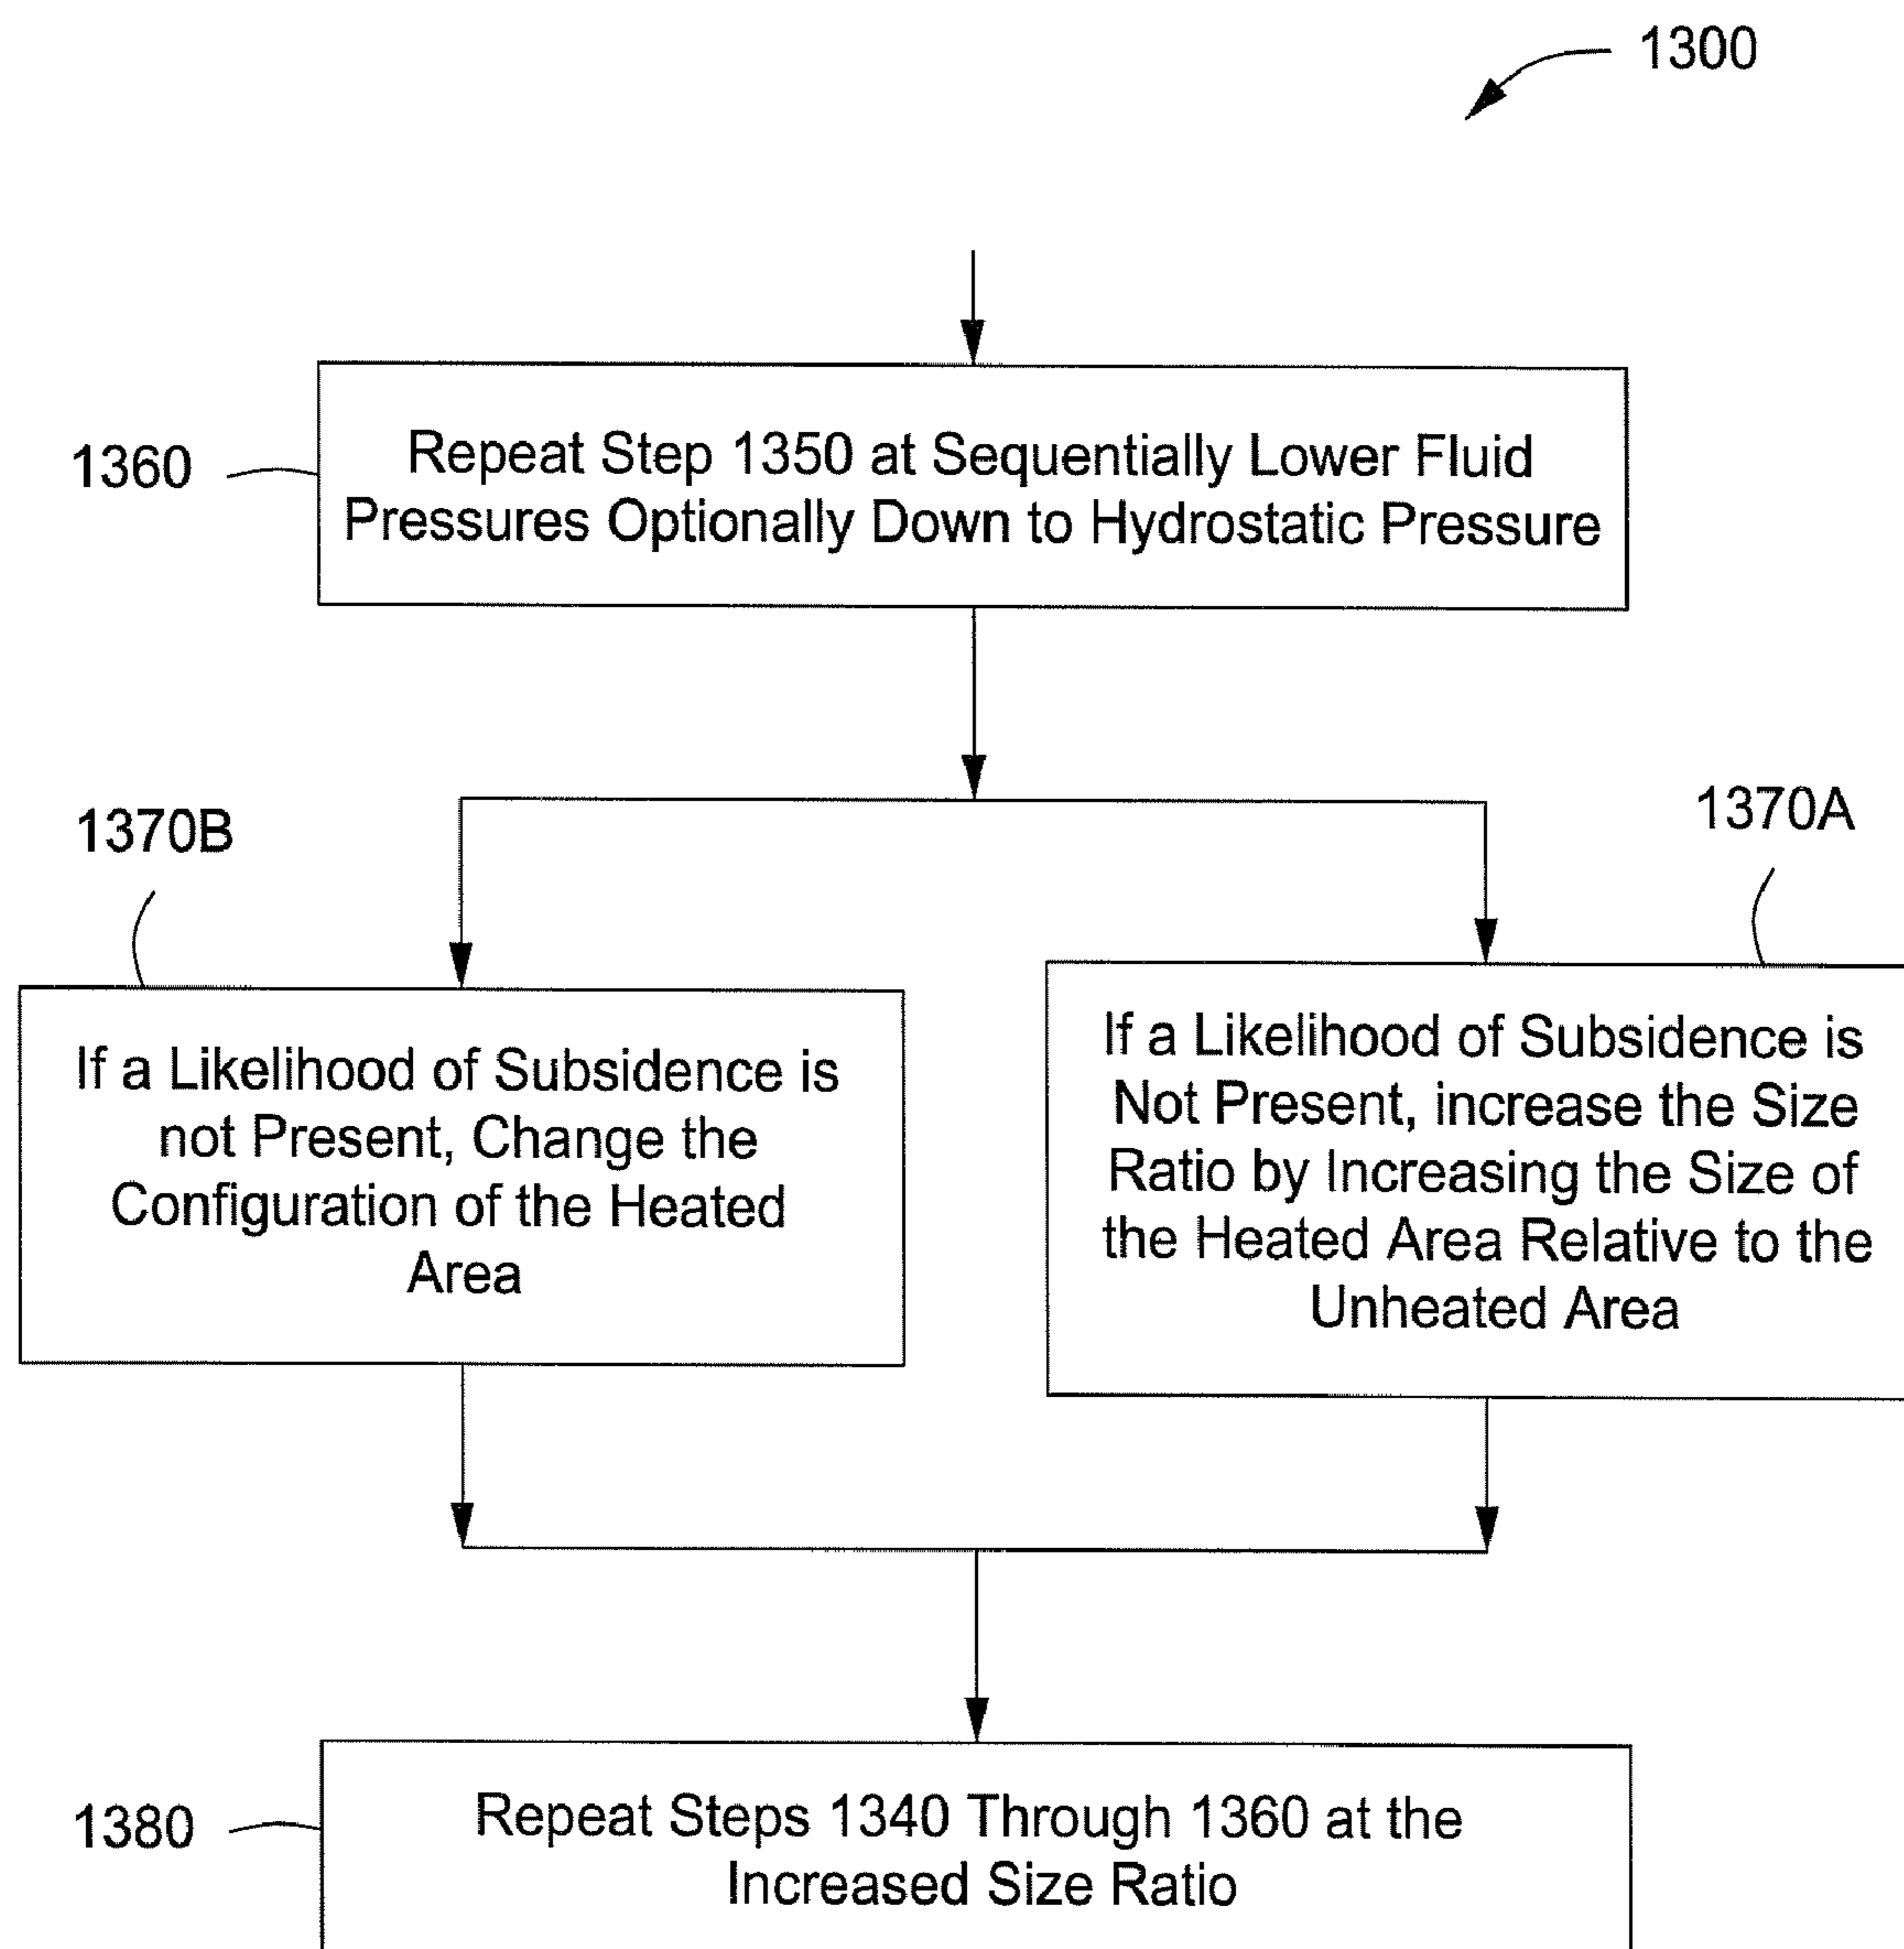 1300
1360
Repeat Step 1350 at Sequentially Lower Fluid
Pressures Optionally Down to Hydrostatic Pressure
1370B
1370A
If a Likelihood of Subsidence is
not Present, Change the
Configuration of the Heated
Area
If a Likelihood of Subsidence is
Not Present, increase the Size
Ratio by Increasing the Size of
the Heated Area Relative to the
Unheated Area
1380
Repeat Steps 1340 Through 1360 at the
Increased Size Ratio